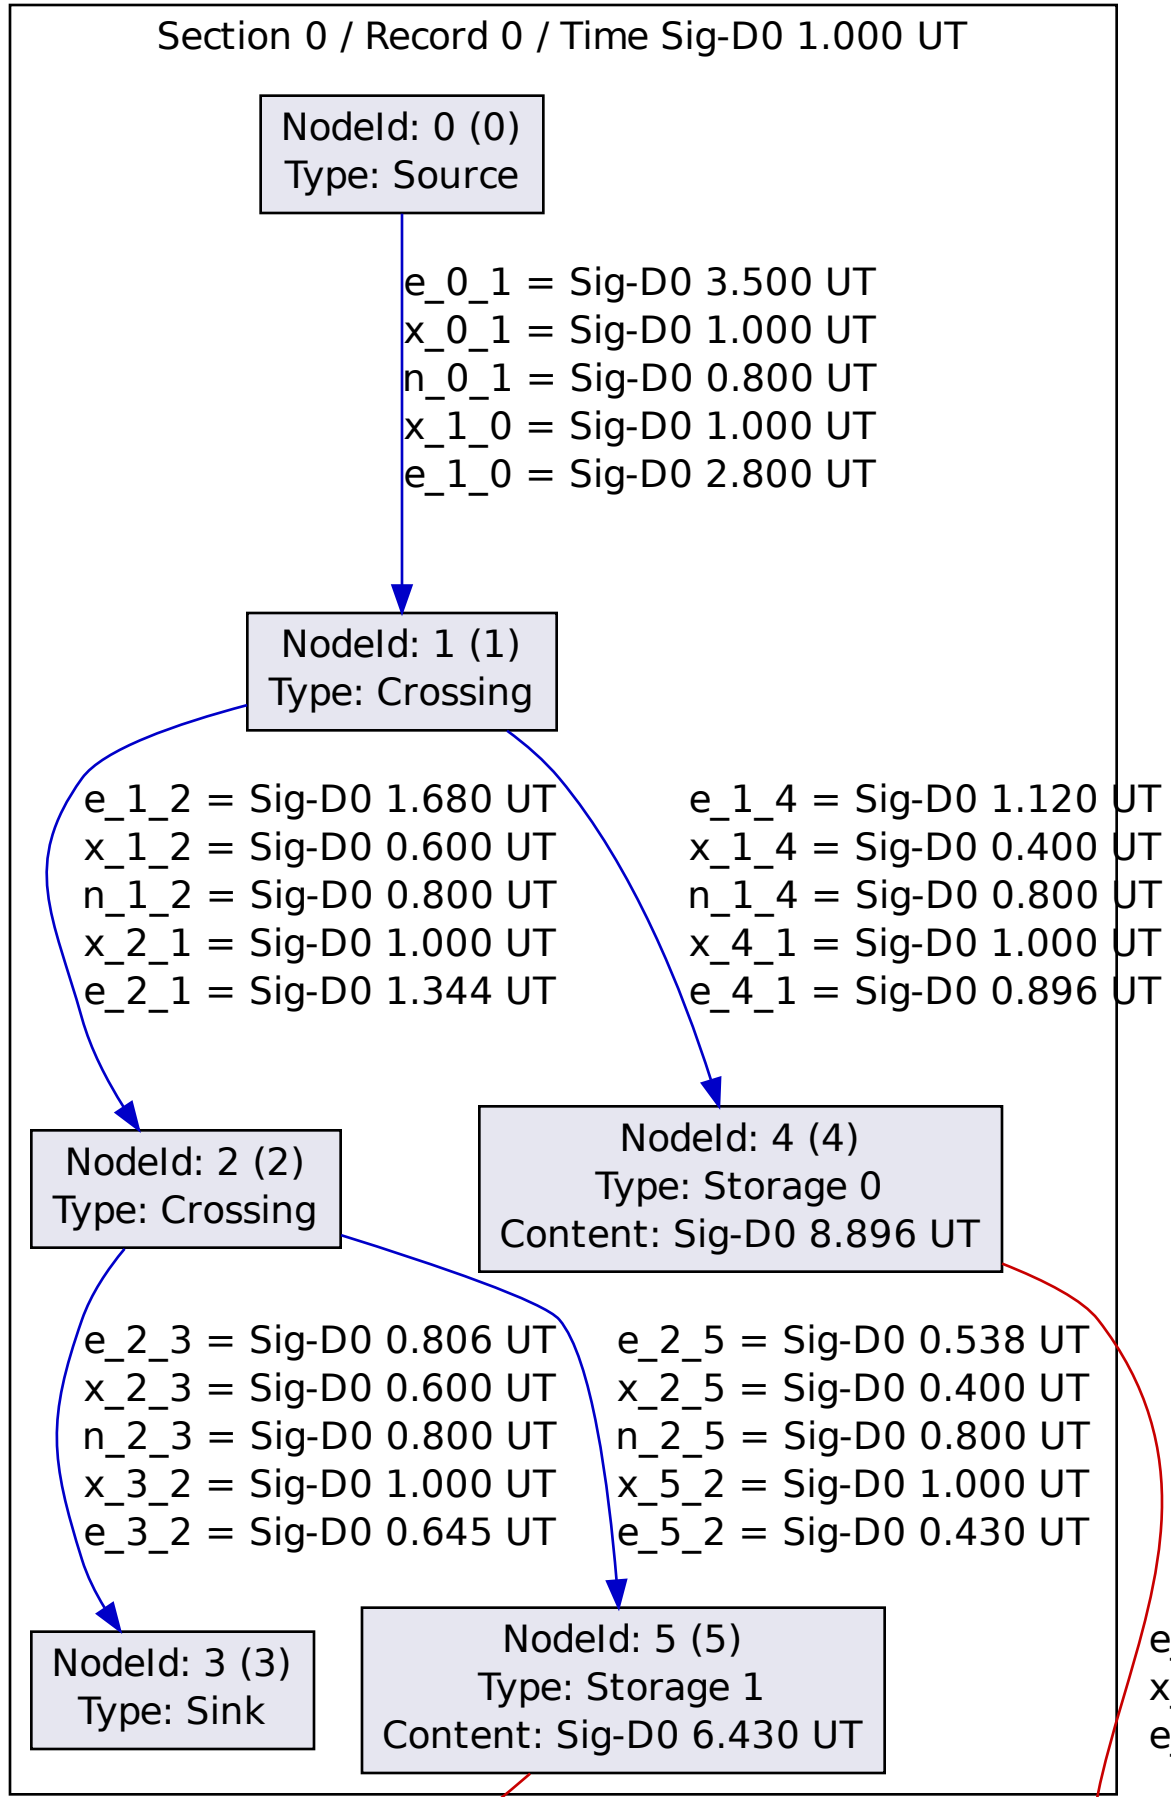 Section 0 / Record 0 / Time Sig-D0 1.000 UT
NodeId: 0 (0)
Type: Source
e_0_1 = Sig-D0 3.500 UT
x_0_1 = Sig-D0 1.000 UT
n_0_1 = Sig-D0 0.800 UT
x_1_0 = Sig-D0 1.000 UT
e_1_0 = Sig-D0 2.800 UT
NodeId: 1 (1)
Type: Crossing
e_1_2 = Sig-D0 1.680 UT
x_1_2 = Sig-D0 0.600 UT
n_1_2 = Sig-D0 0.800 UT
x_2_1 = Sig-D0 1.000 UT
e_2_1 = Sig-D0 1.344 UT
e_1_4 = Sig-D0 1.120 UT
x_1_4 = Sig-D0 0.400 UT
n_1_4 = Sig-D0 0.800 UT
x_4_1 = Sig-D0 1.000 UT
e_4_1 = Sig-D0 0.896 UT
NodeId: 2 (2)
Type: Crossing
NodeId: 4 (4)
Type: Storage 0
Content: Sig-D0 8.896 UT
e_2_3 = Sig-D0 0.806 UT
x_2_3 = Sig-D0 0.600 UT
n_2_3 = Sig-D0 0.800 UT
x_3_2 = Sig-D0 1.000 UT
e_3_2 = Sig-D0 0.645 UT
e_2_5 = Sig-D0 0.538 UT
x_2_5 = Sig-D0 0.400 UT
n_2_5 = Sig-D0 0.800 UT
x_5_2 = Sig-D0 1.000 UT
e_5_2 = Sig-D0 0.430 UT
NodeId: 3 (3)
Type: Sink
NodeId: 5 (5)
Type: Storage 1
Content: Sig-D0 6.430 UT